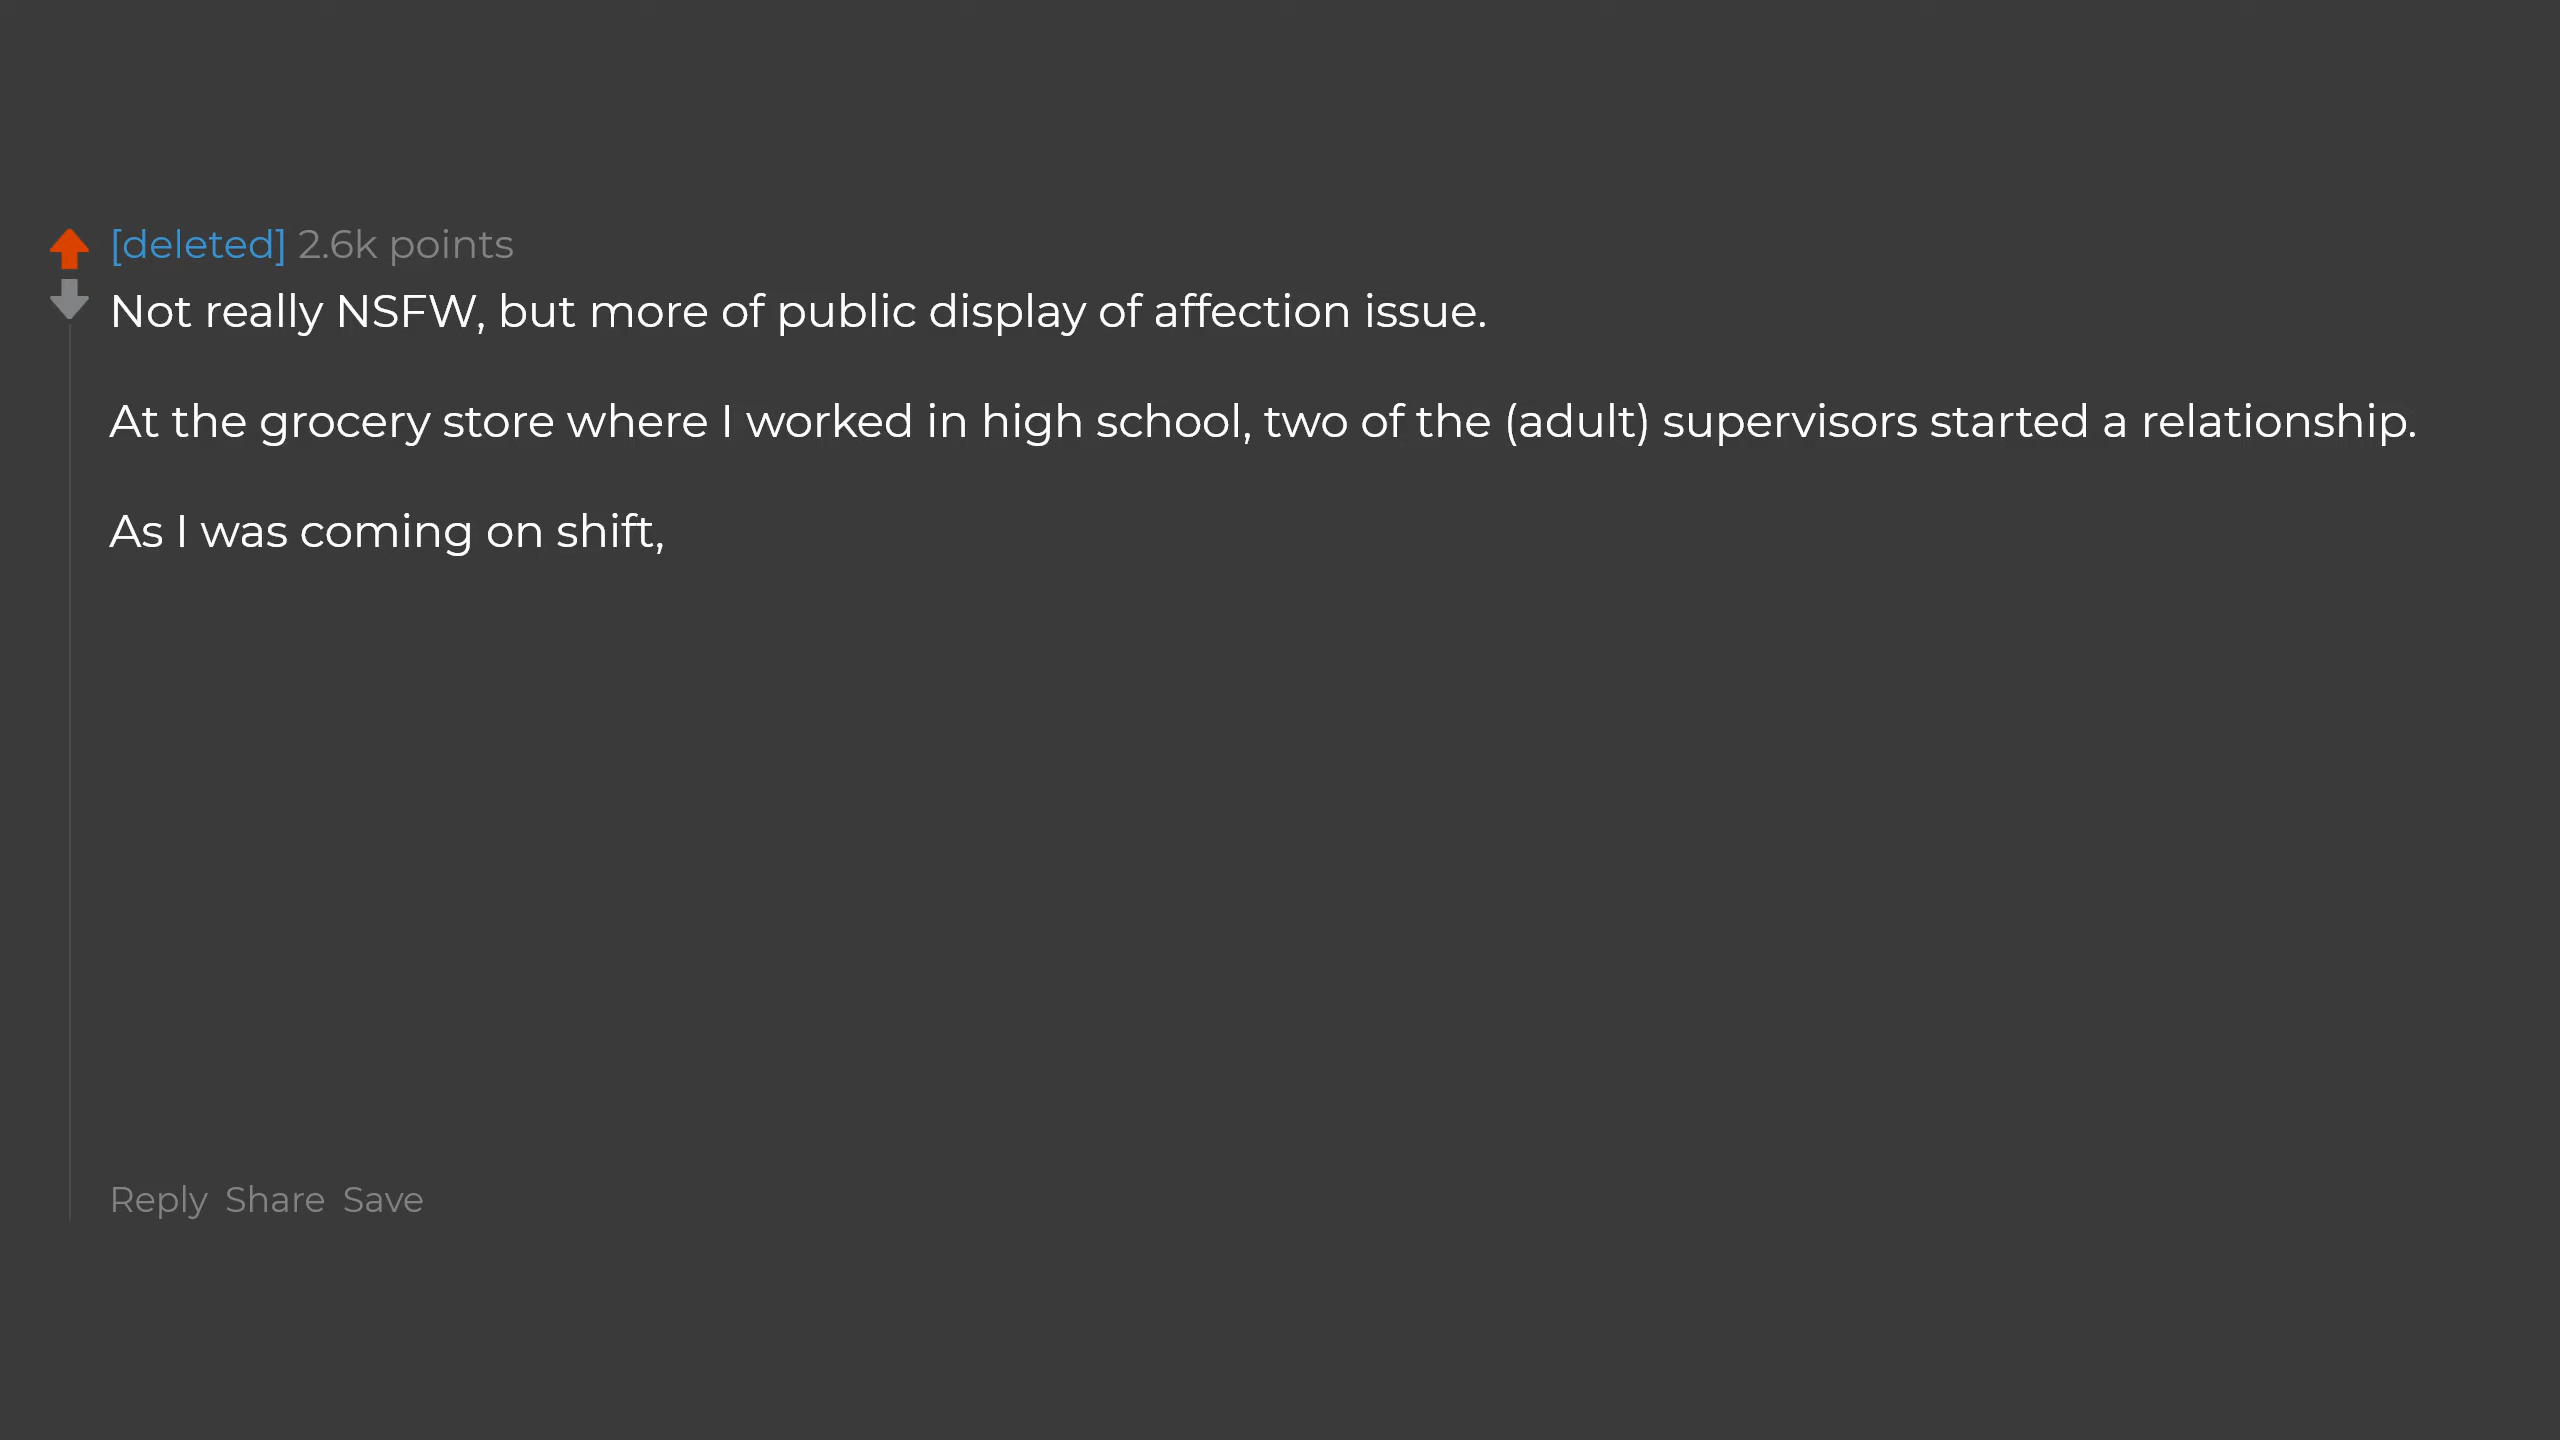 [deleted] 2.6k points
Not really NSFW, but more of public display of affection issue.
At the grocery store where I worked in high school, two of the (adult) supervisors started a relationship.
As I was coming on shift,
Reply Share Save